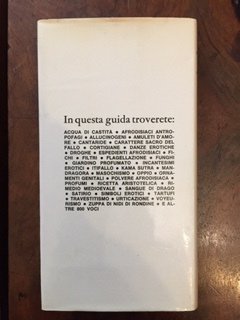 In questa guida troverete:
ACQUA DI CASTITÀ ● AFRODISIACI ANTRO-
POFAGI ● ALLUCINOGENI ● AMULETI D'AMO-
RE ● CANTARIDE ● CARATTERE SACRO DEL
FALLO ● CORTIGIANE ● DANZE EROTICHE
● DROGHE ● ESPEDIENTI AFRODISIACI ● FI-
CHI ● FILTRI ● FLAGELLAZIONE ● FUNGHI
● GIARDINO PROFUMATO ● INCANTESIMI
EROTICI ● ITIFALLO ● KAMA SUTRA ● MAN-
DRAGORA ● MASOCHISMO ● OPPIO ● ORNA-
MENTI GENITALI ● POLVERE AFRODISIACA
● PROFUMI ● RICETTA ARISTOTELICA ● RI-
MEDIO MEDIOEVALE ● SANGUE DI DRAGO
● SATIRO ● SIMBOLI EROTICI ● TARTUFI
● TRAVESTITISMO ● URTICAZIONE ● VOYEU-
RISMO ● ZUPPA DI NIDI DI RONDINE ● E AL-
TRE 800 VOCI